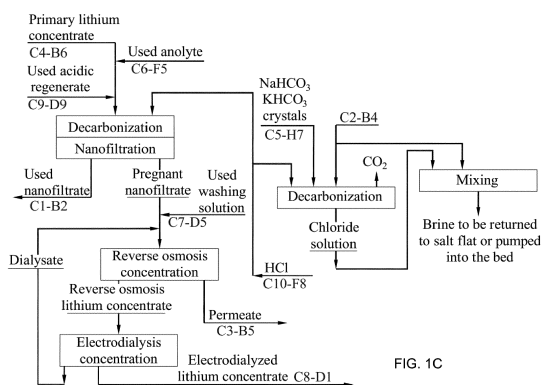 Primary lithium
concentrate
C4-B6
Used anolyte
C6-F5
Used acidic
regenerate
C9-D9
NaHCO3
KHCO3
crystals
C5-H7
C2-B4
Decarbonization
Nanofiltration
CO2
Used
nanofiltrate
C1-B2
Pregnant
nanofiltrate
Used
washing
solution
C7-D5
Decarbonization
Mixing
Chloride
solution
Brine to be returned
to salt flat or pumped
into the bed
Dialysate
Reverse osmosis
concentration
HCl
C10-F8
Reverse osmosis
lithium concentrate
Permeate
C3-B5
Electrodialysis
concentration
Electrodialyzed
lithium concentrate C8-D1
FIG. 1C